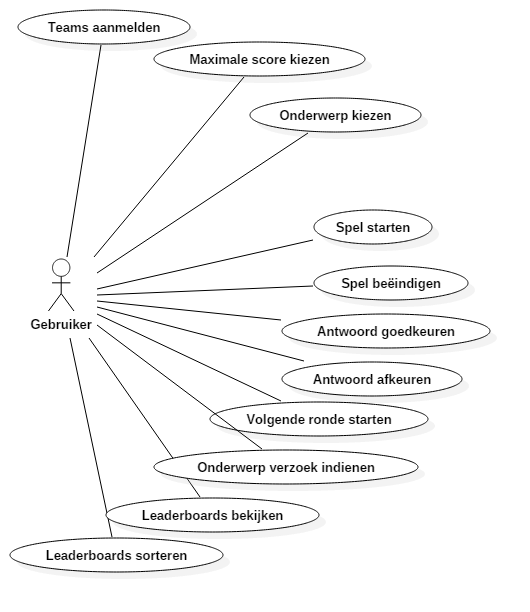 Teams aanmelden
Maximale score kiezen
Onderwerp kiezen
Spel starten
Spel beëindigen
Gebruiker
Antwoord goedkeuren
Antwoord afkeuren
Volgende ronde starten
Onderwerp verzoek indienen
Leaderboards bekijken
Leaderboards sorteren